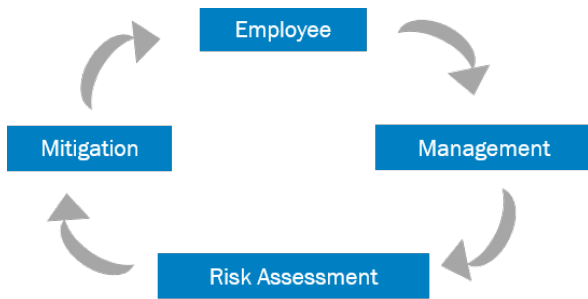 Employee
Mitigation
Management
Risk Assessment